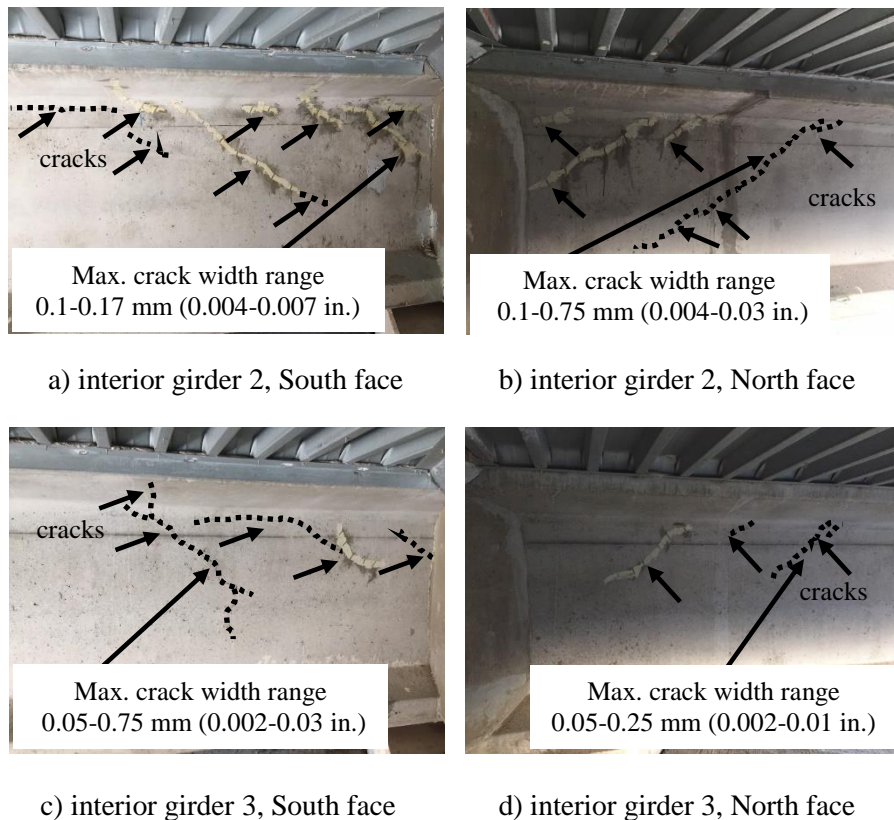 cracks
Max. crack width range
0.1-0.17 mm (0.004-0.007 in.)
a) interior girder 2, South face
cracks
Max. crack width range
0.1-0.75 mm (0.004-0.03 in.)
b) interior girder 2, North face
cracks
Max. crack width range
0.05-0.75 mm (0.002-0.03 in.)
c) interior girder 3, South face
cracks
Max. crack width range
0.05-0.25 mm (0.002-0.01 in.)
d) interior girder 3, North face